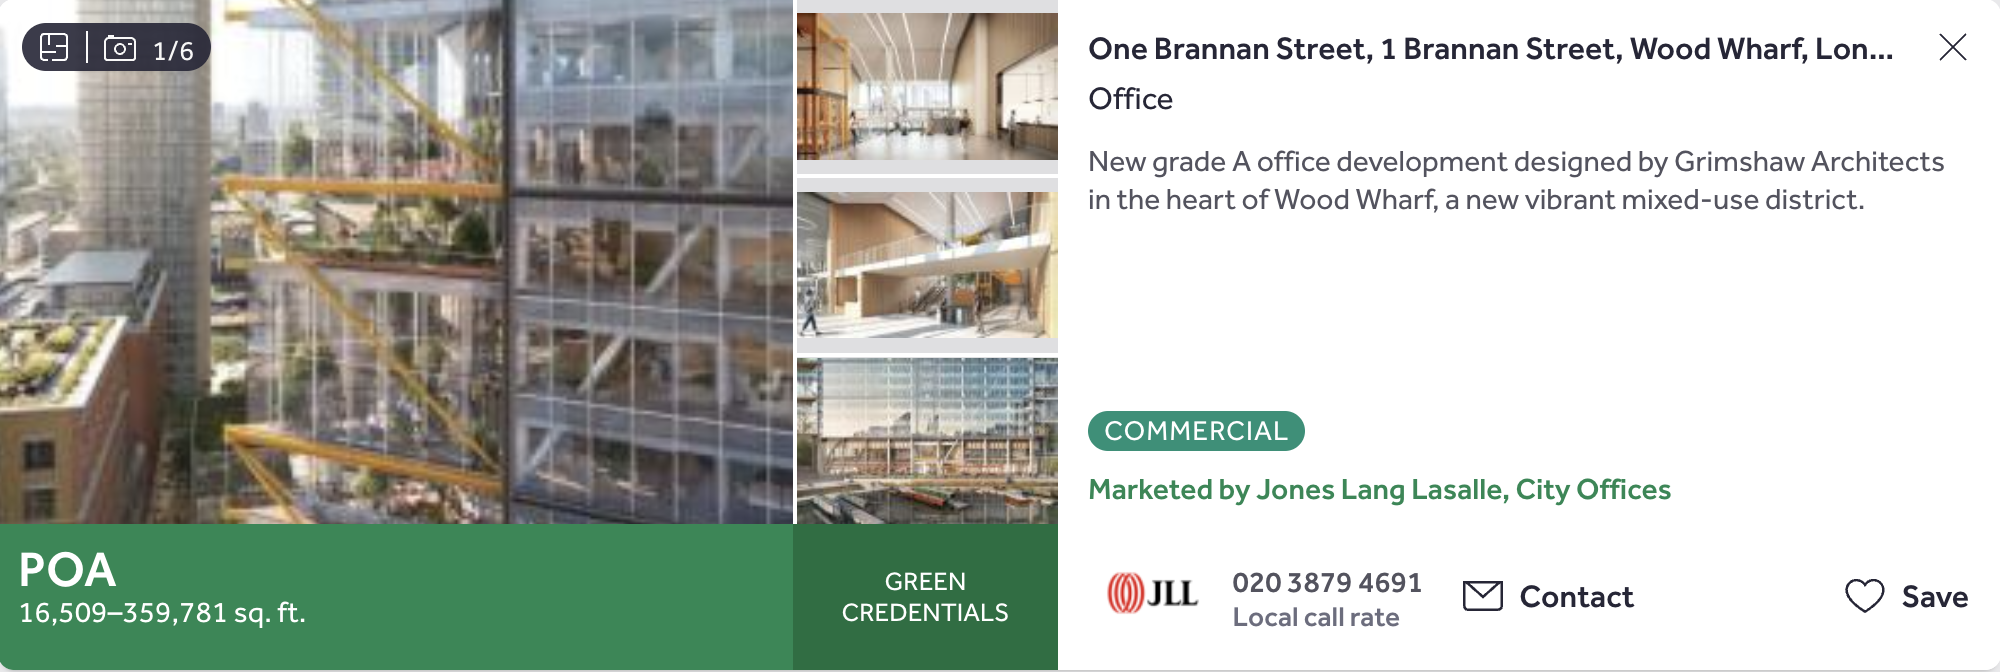 1/6
POA
16,509–359,781 sq. ft.
GREEN
CREDENTIALS
One Brannan Street, 1 Brannan Street, Wood Wharf, Lon...
Office
New grade A office development designed by Grimshaw Architects
in the heart of Wood Wharf, a new vibrant mixed-use district.
COMMERCIAL
Marketed by Jones Lang Lasalle, City Offices
JLL
020 3879 4691
Local call rate
Contact
Save